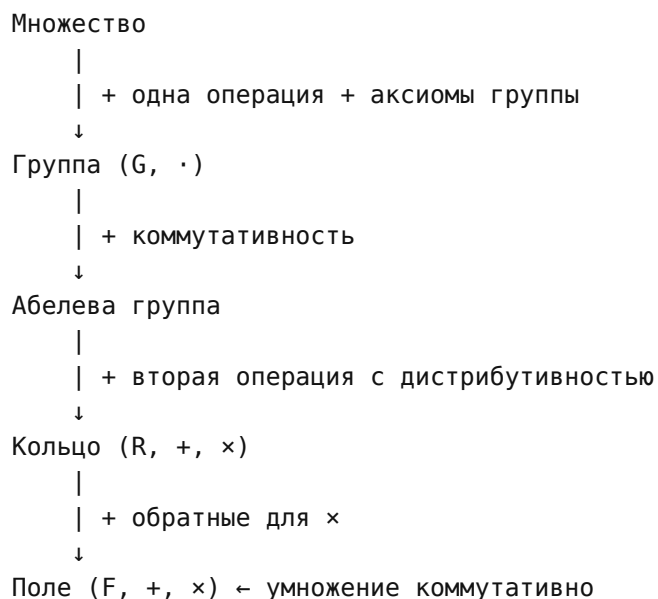 Множество
|
| + одна операция + аксиомы группы
↓
Группа (G, ·)
|
| + коммутативность
↓
Абелева группа
|
| + вторая операция с дистрибутивностью
↓
Кольцо (R, +, ×)
|
| + обратные для ×
↓
Поле (F, +, ×) ← умножение коммутативно